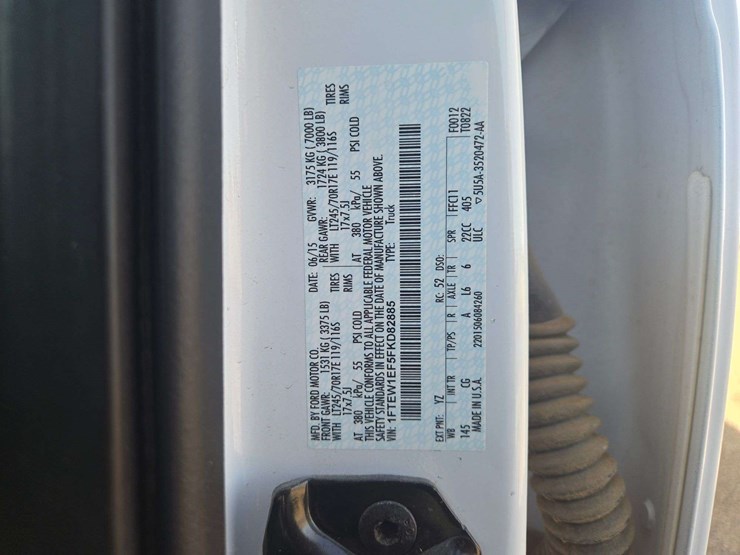 MFD. BY FORD MOTOR CO.
DATE: 06/15 GVWR: 3175 KG ( 7000 LB)
FRONT GAWR: 1531 KG ( 3375 LB) REAR GAWR: 1724 KG ( 3800 LB)
WITH LT245/70R17E 119/116S TIRES WITH LT245/70R17E 119/116S TIRES
17x7.5J RIMS 17x7.5J RIMS
AT 380 kPa/ 55 PSI COLD AT 380 kPa/ 55 PSI COLD
THIS VEHICLE CONFORMS TO ALL APPLICABLE FEDERAL MOTOR VEHICLE
SAFETY STANDARDS IN EFFECT ON THE DATE OF MANUFACTURE SHOWN ABOVE.
VIN: 1FTEW1EF5FKD82885 TYPE: Truck
EXT PNT: YZ RC: 52 DSO: FFC11 F0012
WB INT TR TP/PS R AXLE TR SPR T0822
145 CG A L6 6 22CC 405
MADE IN U.S.A. 2201506084260 ULC 5U5A-3520472-AA